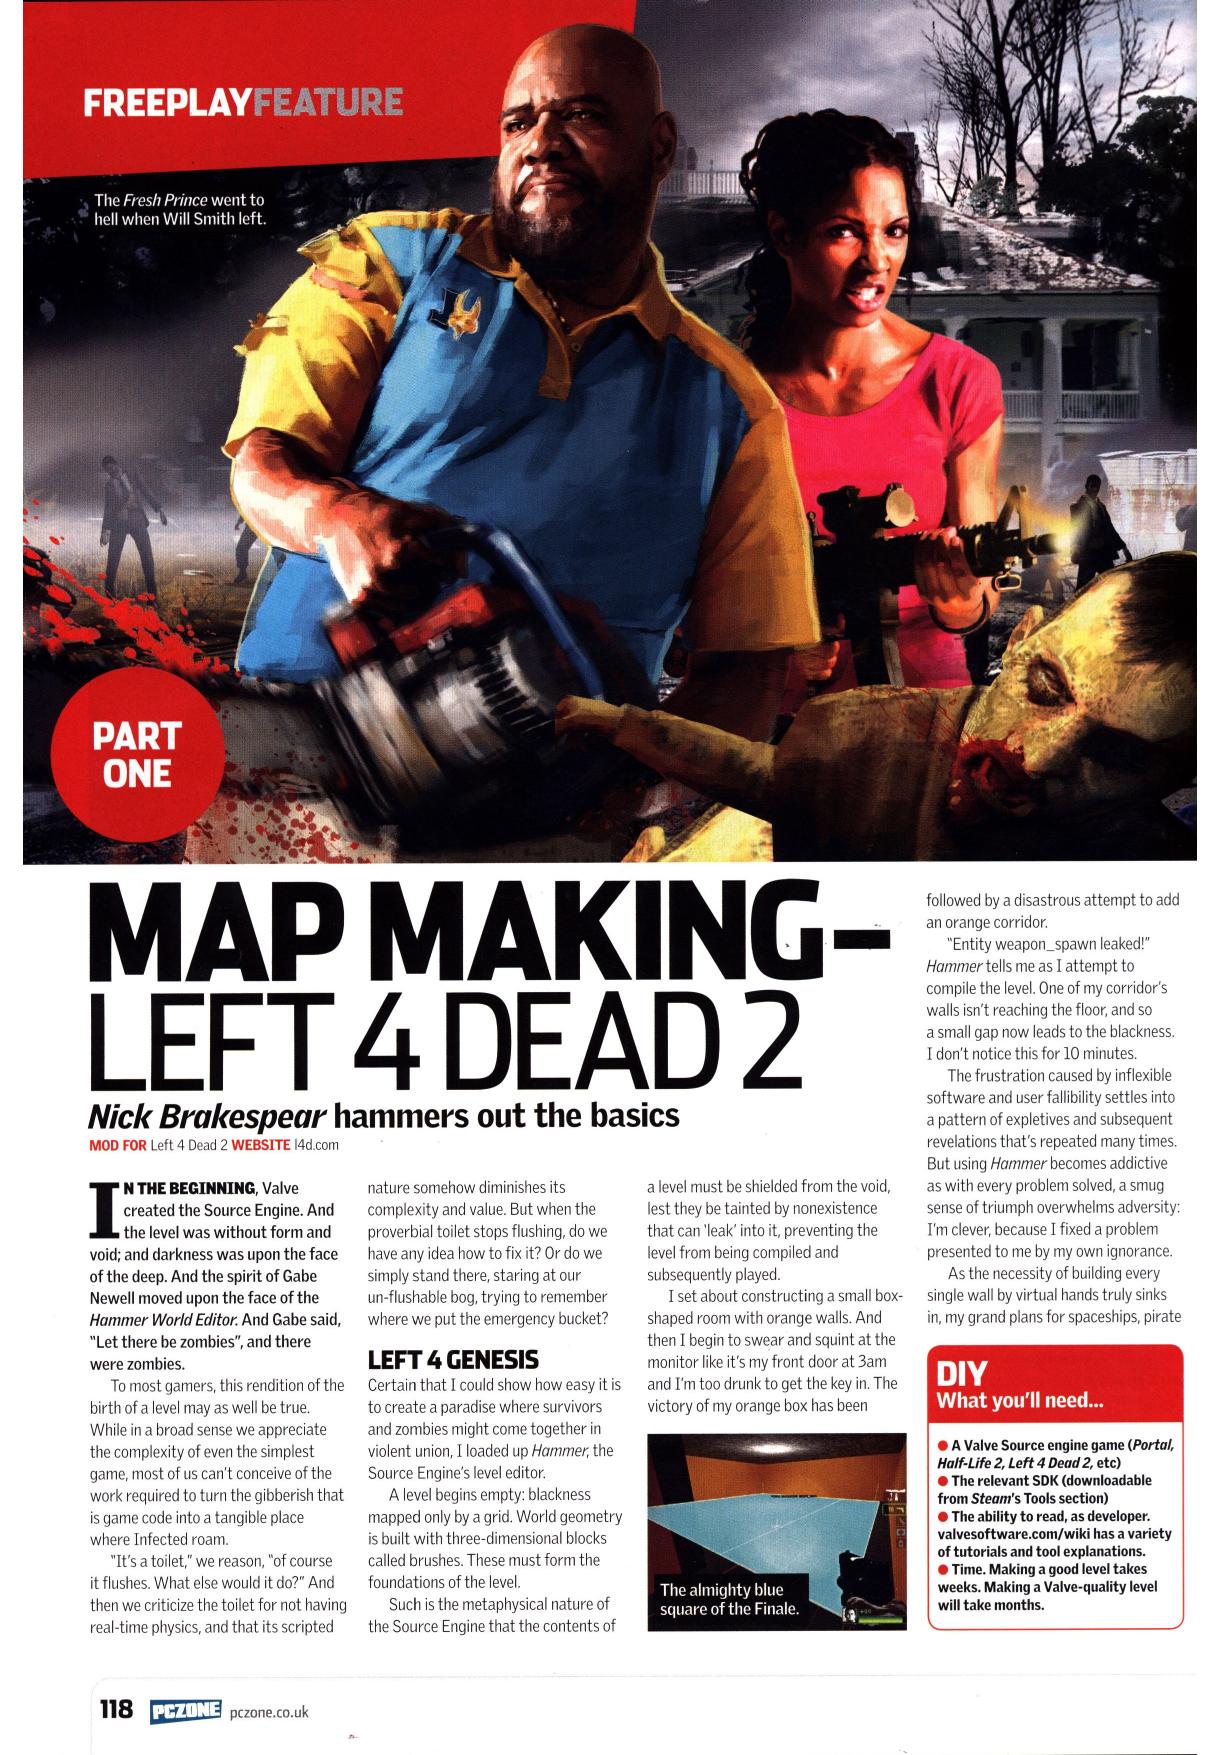 FREEPLAYFEATURE
The Fresh Prince went to
hell when Will Smith left.
PART
ONE
MAP MAKING–
LEFT 4 DEAD 2
Nick Brakespear hammers out the basics
MOD FOR Left 4 Dead 2 WEBSITE l4d.com
IN THE BEGINNING, Valve
created the Source Engine. And
the level was without form and
void; and darkness was upon the face
of the deep. And the spirit of Gabe
Newell moved upon the face of the
Hammer World Editor. And Gabe said,
"Let there be zombies", and there
were zombies.
To most gamers, this rendition of the
birth of a level may as well be true.
While in a broad sense we appreciate
the complexity of even the simplest
game, most of us can't conceive of the
work required to turn the gibberish that
is game code into a tangible place
where Infected roam.
"It's a toilet," we reason, "of course
it flushes. What else would it do?" And
then we criticize the toilet for not having
real-time physics, and that its scripted
nature somehow diminishes its
complexity and value. But when the
proverbial toilet stops flushing, do we
have any idea how to fix it? Or do we
simply stand there, staring at our
un-flushable bog, trying to remember
where we put the emergency bucket?
LEFT 4 GENESIS
Certain that I could show how easy it is
to create a paradise where survivors
and zombies might come together in
violent union, I loaded up Hammer, the
Source Engine's level editor.
A level begins empty: blackness
mapped only by a grid. World geometry
is built with three-dimensional blocks
called brushes. These must form the
foundations of the level.
Such is the metaphysical nature of
the Source Engine that the contents of
a level must be shielded from the void,
lest they be tainted by nonexistence
that can 'leak' into it, preventing the
level from being compiled and
subsequently played.
I set about constructing a small box-
shaped room with orange walls. And
then I begin to swear and squint at the
monitor like it's my front door at 3am
and I'm too drunk to get the key in. The
victory of my orange box has been
The almighty blue
square of the Finale.
followed by a disastrous attempt to add
an orange corridor.
"Entity weapon_spawn leaked!"
Hammer tells me as I attempt to
compile the level. One of my corridor's
walls isn't reaching the floor, and so
a small gap now leads to the blackness.
I don't notice this for 10 minutes.
The frustration caused by inflexible
software and user fallibility settles into
a pattern of expletives and subsequent
revelations that's repeated many times.
But using Hammer becomes addictive
as with every problem solved, a smug
sense of triumph overwhelms adversity:
I'm clever, because I fixed a problem
presented to me by my own ignorance.
As the necessity of building every
single wall by virtual hands truly sinks
in, my grand plans for spaceships, pirate
DIY
What you'll need...
● A Valve Source engine game (Portal,
Half-Life 2, Left 4 Dead 2, etc)
● The relevant SDK (downloadable
from Steam's Tools section)
● The ability to read, as developer.
valvesoftware.com/wiki has a variety
of tutorials and tool explanations.
● Time. Making a good level takes
weeks. Making a Valve-quality level
will take months.
118 PCZONE pczone.co.uk